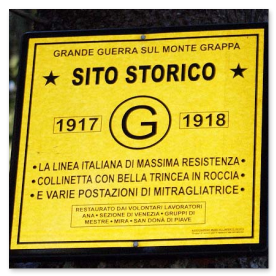 GRANDE GUERRA SUL MONTE GRAPPA
★ SITO STORICO ★
1917 G 1918
• LA LINEA ITALIANA DI MASSIMA RESISTENZA •
• COLLINETTA CON BELLA TRINCEA IN ROCCIA •
• E VARIE POSTAZIONI DI MITRAGLIATRICE •
RESTAURATO DAI VOLONTARI LAVORATORI
ANA • SEZIONE DI VENEZIA • GRUPPI DI
MESTRE • MIRA • SAN DONÀ DI PIAVE